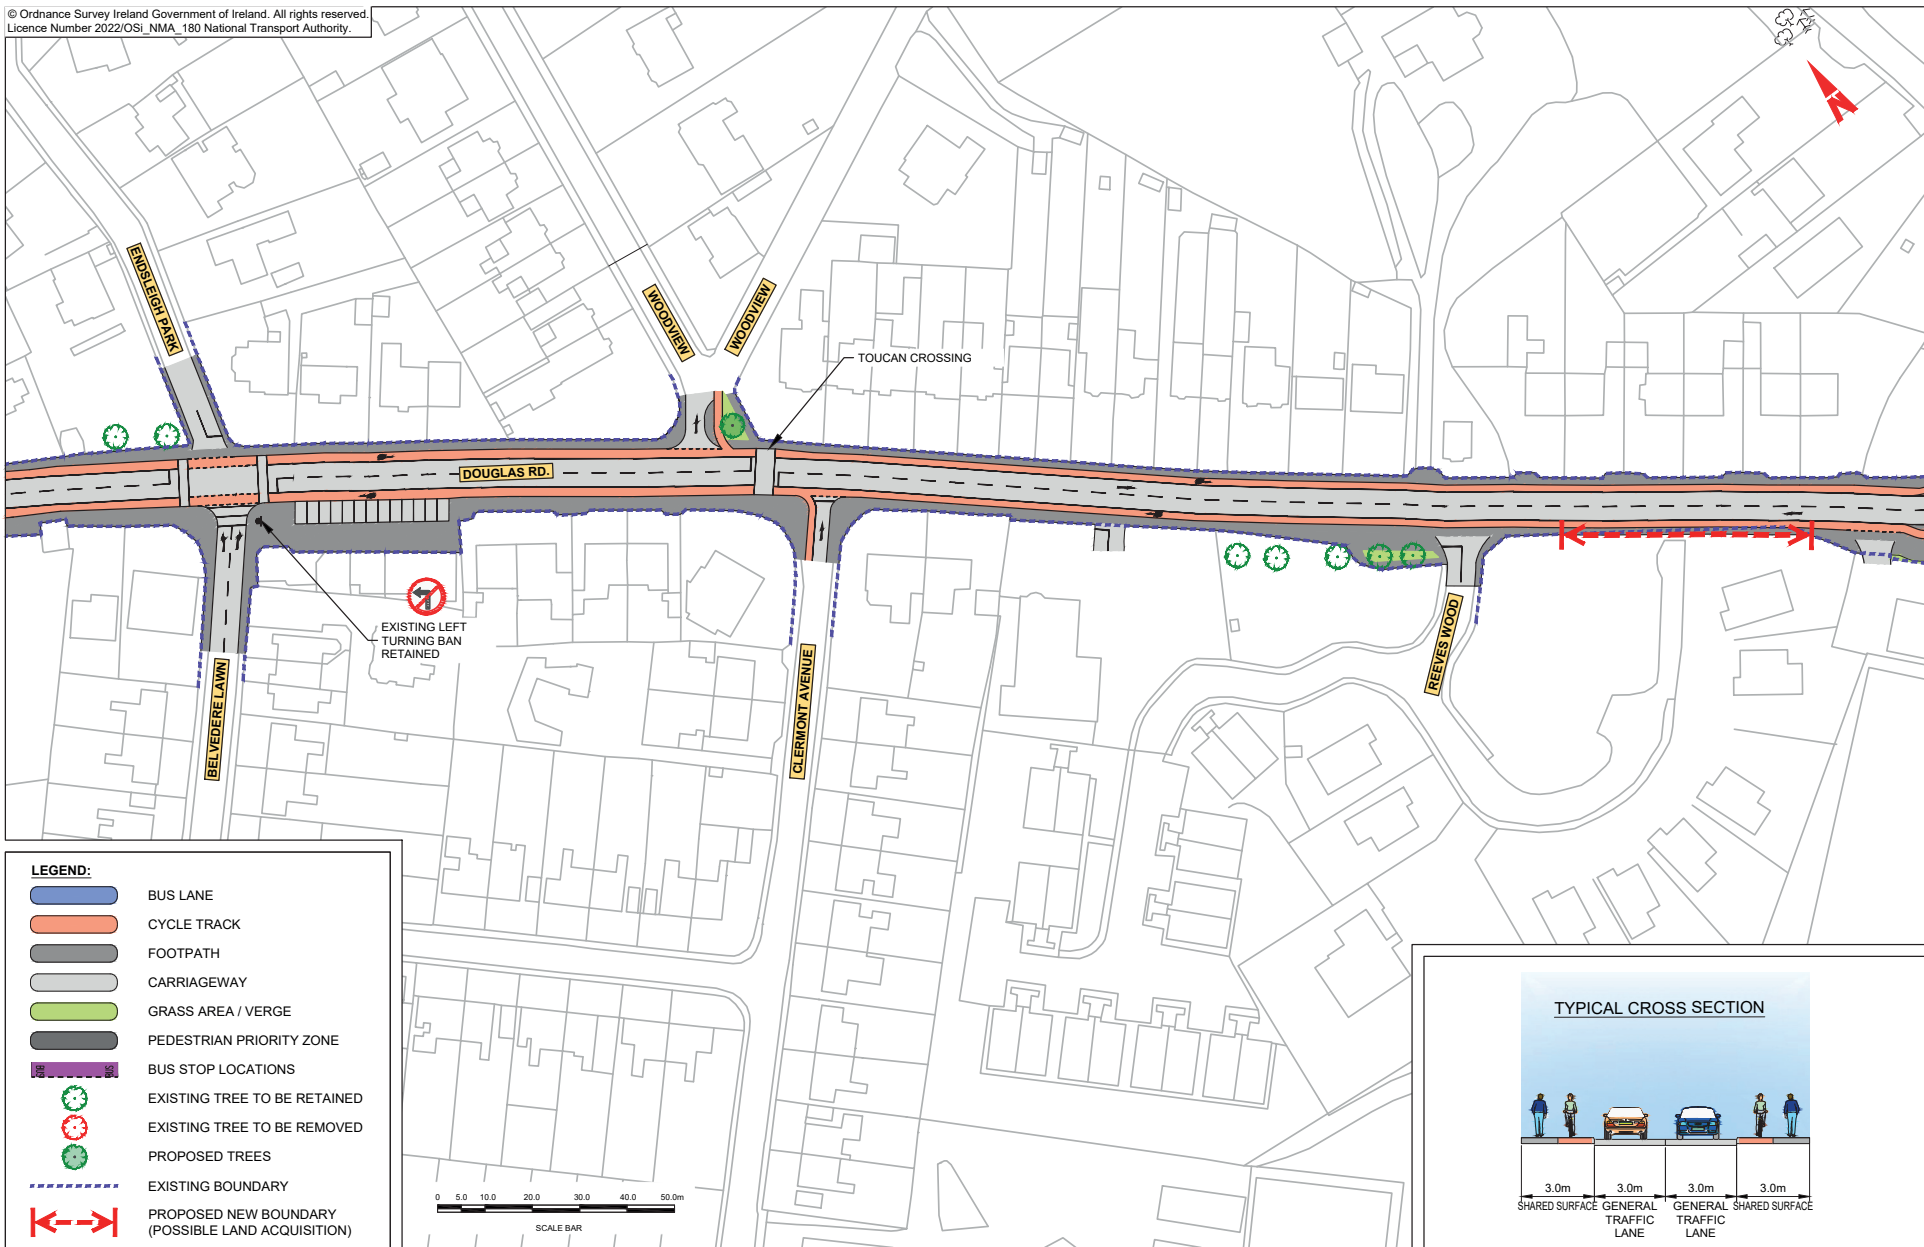 © Ordnance Survey Ireland Government of Ireland. All rights reserved.
Licence Number 2022/OSi_NMA_180 National Transport Authority.
N
ENDSLEIGH PARK
WOODVIEW
WOODVIEW
TOUCAN CROSSING
DOUGLAS RD.
EXISTING LEFT
TURNING BAN
RETAINED
BELVEDERE LAWN
CLERMONT AVENUE
REEVES WOOD
LEGEND:
BUS LANE
CYCLE TRACK
FOOTPATH
CARRIAGEWAY
GRASS AREA / VERGE
PEDESTRIAN PRIORITY ZONE
BUS BUS
BUS STOP LOCATIONS
EXISTING TREE TO BE RETAINED
EXISTING TREE TO BE REMOVED
PROPOSED TREES
EXISTING BOUNDARY
PROPOSED NEW BOUNDARY
(POSSIBLE LAND ACQUISITION)
0 5.0 10.0 20.0 30.0 40.0 50.0m
SCALE BAR
TYPICAL CROSS SECTION
3.0m 3.0m 3.0m 3.0m
SHARED SURFACE GENERAL TRAFFIC LANE GENERAL TRAFFIC LANE SHARED SURFACE